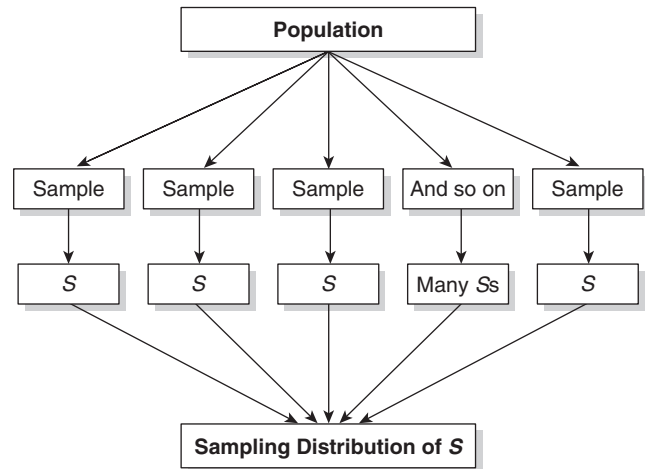 Population
Sample
Sample
Sample
And so on
Sample
S
S
S
Many Ss
S
Sampling Distribution of S